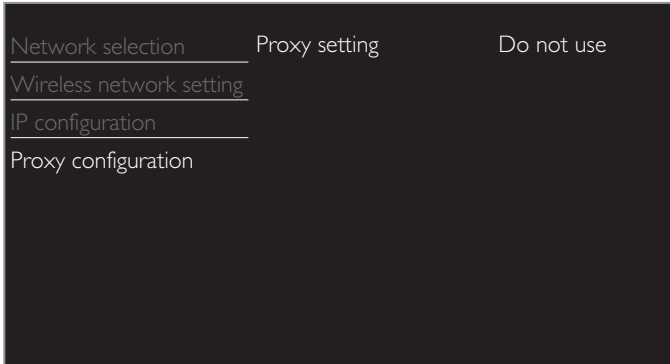 Network selection
Proxy setting
Do not use
Wireless network setting
IP configuration
Proxy configuration